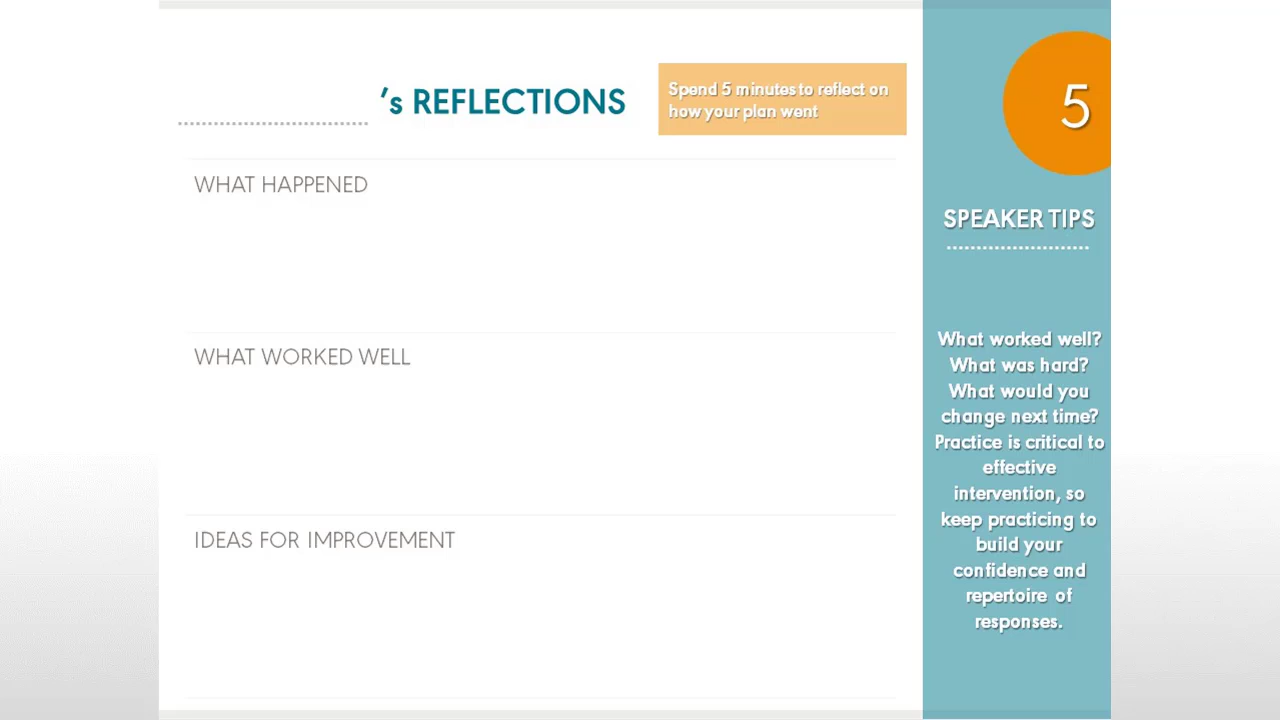 ’s REFLECTIONS
Spend 5 minutes to reflect on
how your plan went
WHAT HAPPENED
WHAT WORKED WELL
IDEAS FOR IMPROVEMENT
5
SPEAKER TIPS
What worked well?
What was hard?
What would you
change next time?
Practice is critical to
effective
intervention, so
keep practicing to
build your
confidence and
repertoire of
responses.